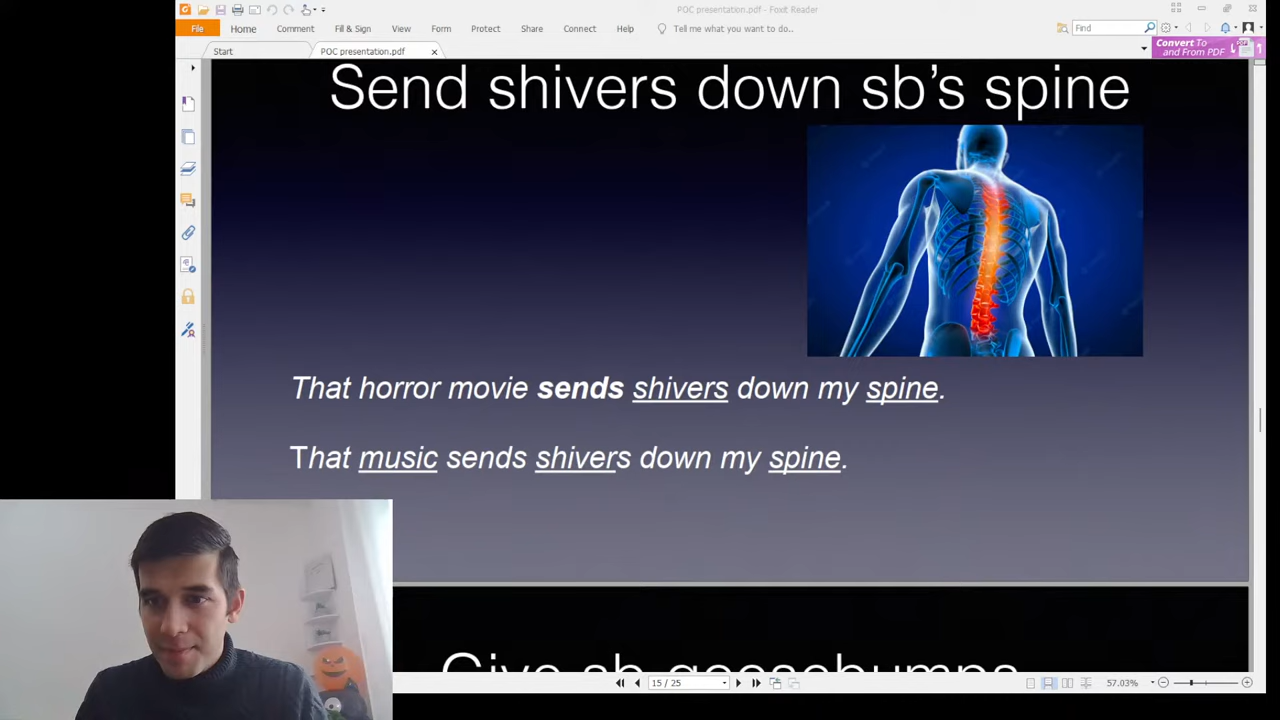 POC presentation.pdf - Foxit Reader
File Home Comment Fill & Sign View Form Protect Share Connect Help Tell me what you want to do.. Find
Start POC presentation.pdf
Convert To
and From PDF
Send shivers down sb's spine
That horror movie sends shivers down my spine.
That music sends shivers down my spine.
Give sb goosebumps
15 / 25 57.03%